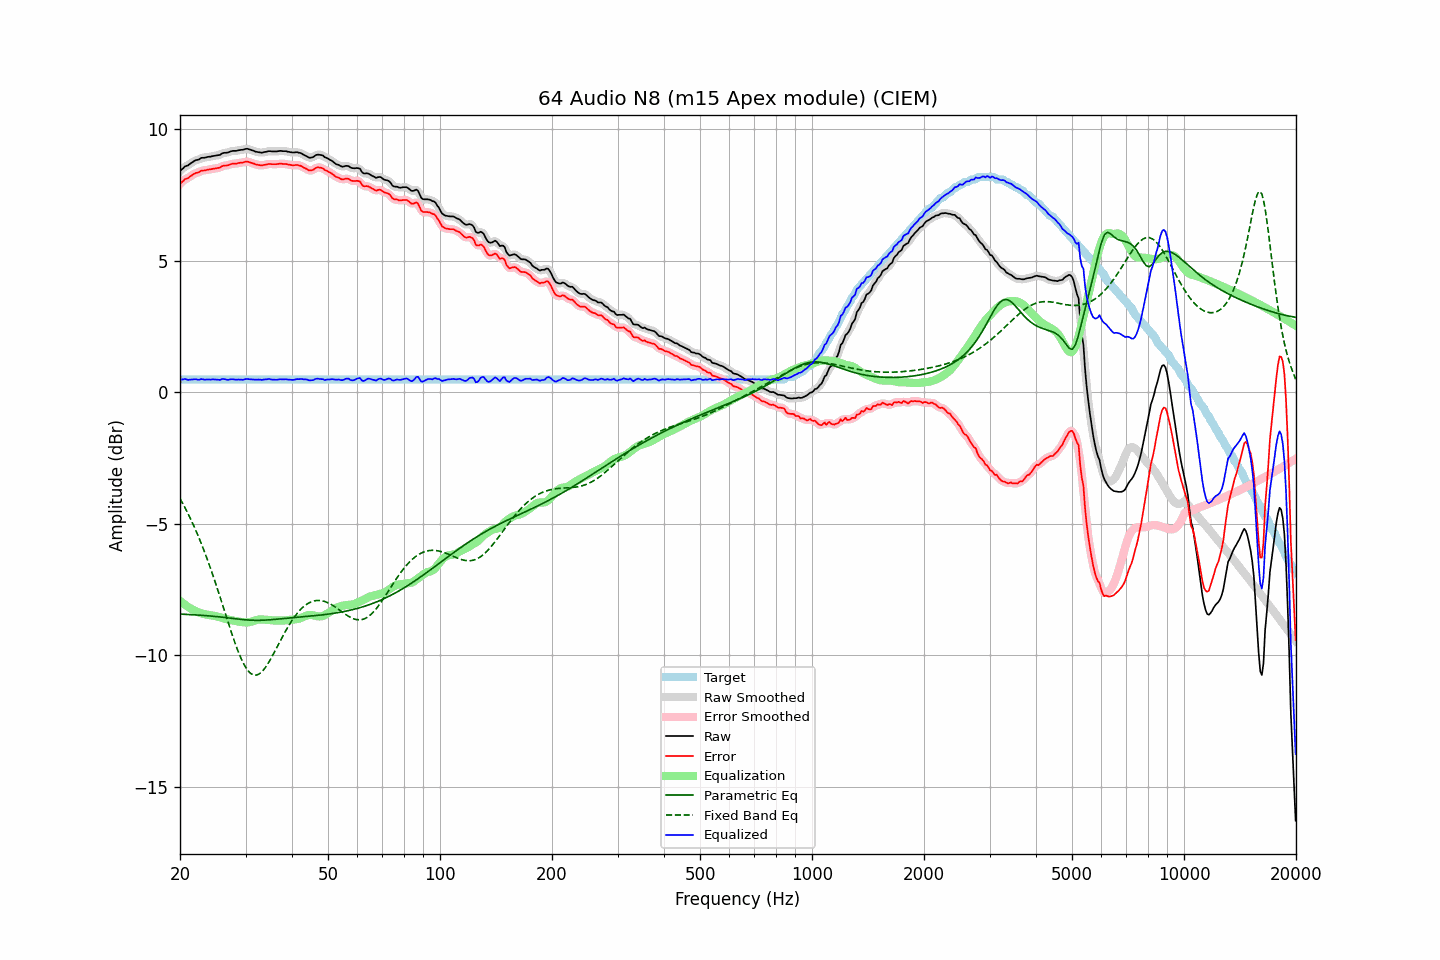 64 Audio N8 (m15 Apex module) (CIEM)
10
5
0
−5
−10
−15
Amplitude (dBr)
20
50
100
200
500
1000
2000
5000
10000
20000
Frequency (Hz)
Target
Raw Smoothed
Error Smoothed
Raw
Error
Equalization
Parametric Eq
Fixed Band Eq
Equalized